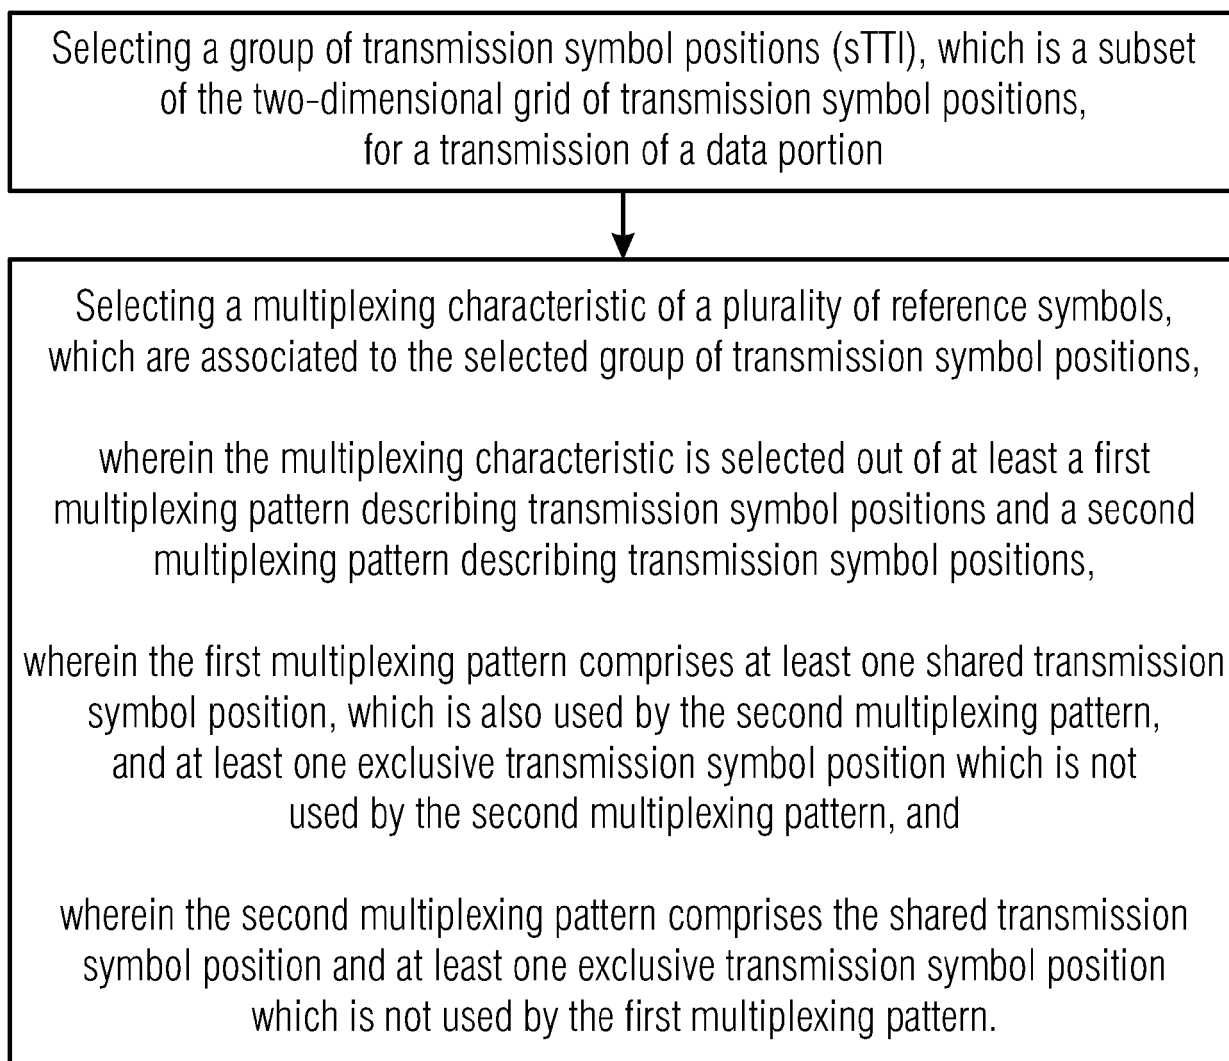 Selecting a group of transmission symbol positions (sTTI), which is a subset
of the two-dimensional grid of transmission symbol positions,
for a transmission of a data portion
Selecting a multiplexing characteristic of a plurality of reference symbols,
which are associated to the selected group of transmission symbol positions,
wherein the multiplexing characteristic is selected out of at least a first
multiplexing pattern describing transmission symbol positions and a second
multiplexing pattern describing transmission symbol positions,
wherein the first multiplexing pattern comprises at least one shared transmission
symbol position, which is also used by the second multiplexing pattern,
and at least one exclusive transmission symbol position which is not
used by the second multiplexing pattern, and
wherein the second multiplexing pattern comprises the shared transmission
symbol position and at least one exclusive transmission symbol position
which is not used by the first multiplexing pattern.